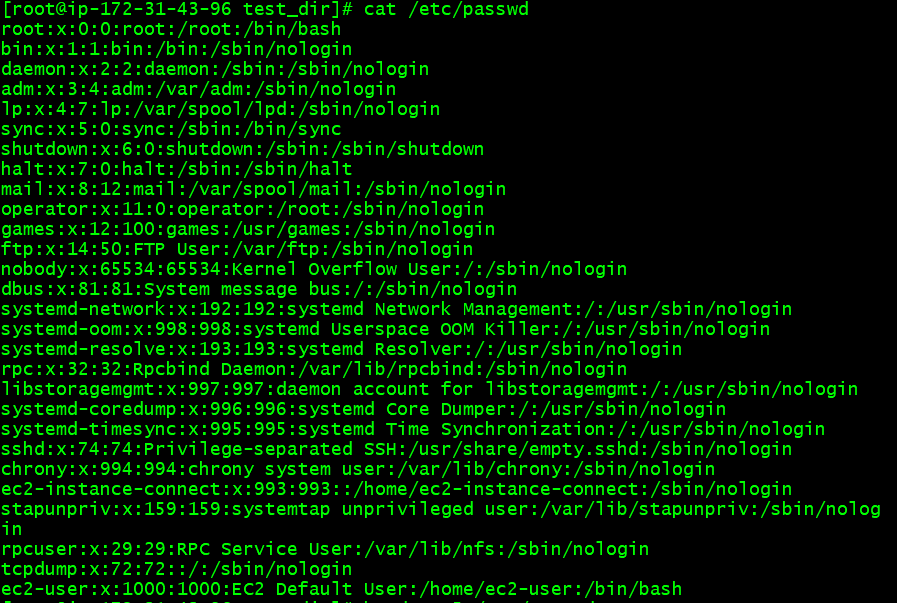 [root@ip-172-31-43-96 test_dir]# cat /etc/passwd
root:x:0:0:root:/root:/bin/bash
bin:x:1:1:bin:/bin:/sbin/nologin
daemon:x:2:2:daemon:/sbin:/sbin/nologin
adm:x:3:4:adm:/var/adm:/sbin/nologin
lp:x:4:7:lp:/var/spool/lpd:/sbin/nologin
sync:x:5:0:sync:/sbin:/bin/sync
shutdown:x:6:0:shutdown:/sbin:/sbin/shutdown
halt:x:7:0:halt:/sbin:/sbin/halt
mail:x:8:12:mail:/var/spool/mail:/sbin/nologin
operator:x:11:0:operator:/root:/sbin/nologin
games:x:12:100:games:/usr/games:/sbin/nologin
ftp:x:14:50:FTP User:/var/ftp:/sbin/nologin
nobody:x:65534:65534:Kernel Overflow User:/:/sbin/nologin
dbus:x:81:81:System message bus:/:/sbin/nologin
systemd-network:x:192:192:systemd Network Management:/:/usr/sbin/nologin
systemd-oom:x:998:998:systemd Userspace OOM Killer:/:/usr/sbin/nologin
systemd-resolve:x:193:193:systemd Resolver:/:/usr/sbin/nologin
rpc:x:32:32:Rpcbind Daemon:/var/lib/rpcbind:/sbin/nologin
libstoragemgmt:x:997:997:daemon account for libstoragemgmt:/:/usr/sbin/nologin
systemd-coredump:x:996:996:systemd Core Dumper:/:/usr/sbin/nologin
systemd-timesync:x:995:995:systemd Time Synchronization:/:/usr/sbin/nologin
sshd:x:74:74:Privilege-separated SSH:/usr/share/empty.sshd:/sbin/nologin
chrony:x:994:994:chrony system user:/var/lib/chrony:/sbin/nologin
ec2-instance-connect:x:993:993::/home/ec2-instance-connect:/sbin/nologin
stapunpriv:x:159:159:systemtap unprivileged user:/var/lib/stapunpriv:/sbin/nolog
in
rpcuser:x:29:29:RPC Service User:/var/lib/nfs:/sbin/nologin
tcpdump:x:72:72::/:/sbin/nologin
ec2-user:x:1000:1000:EC2 Default User:/home/ec2-user:/bin/bash